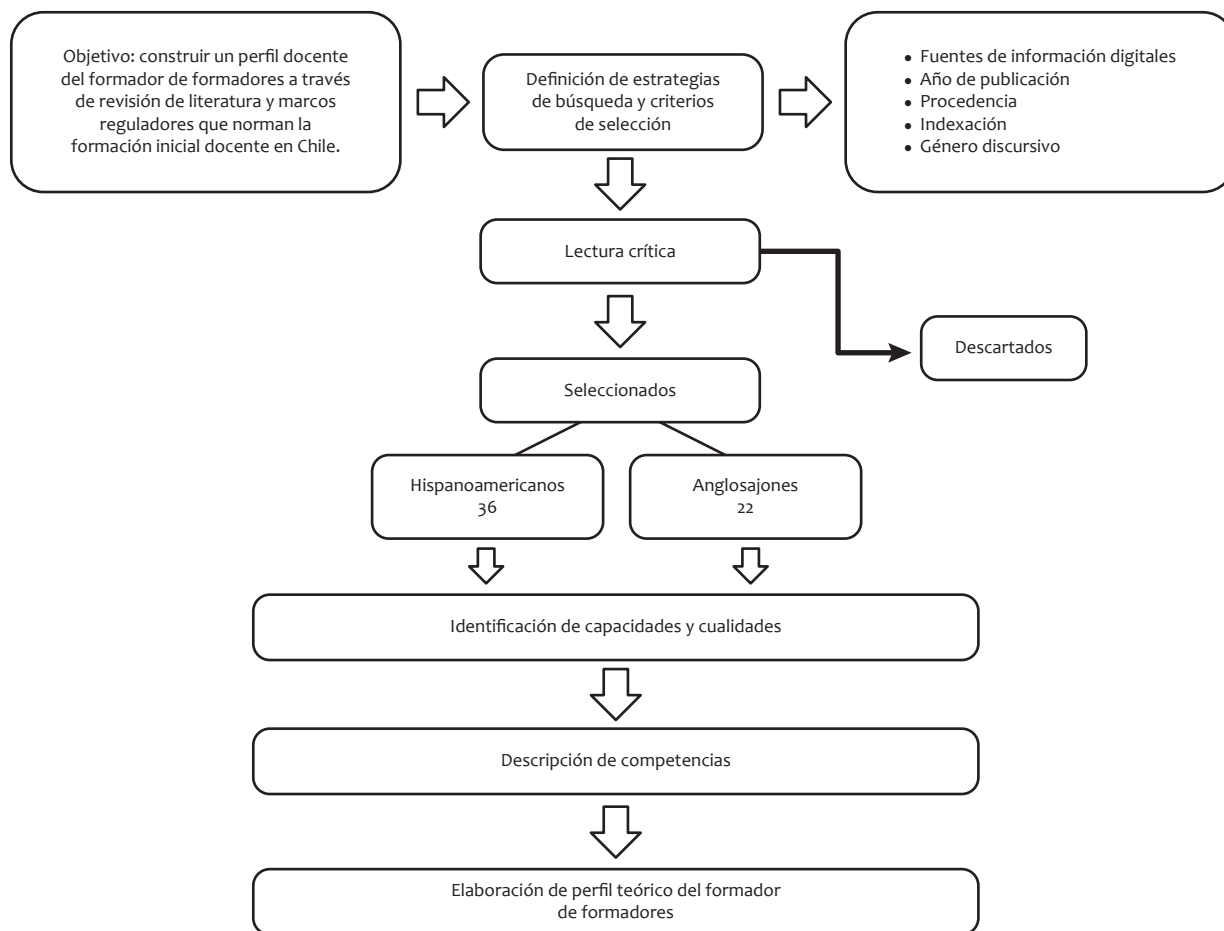 Objetivo: construir un perfil docente
del formador de formadores a través
de revisión de literatura y marcos
reguladores que norman la
formación inicial docente en Chile.
Definición de estrategias
de búsqueda y criterios
de selección
• Fuentes de información digitales
• Año de publicación
• Procedencia
• Indexación
• Género discursivo
Lectura crítica
Descartados
Seleccionados
Hispanoamericanos
36
Anglosajones
22
Identificación de capacidades y cualidades
Descripción de competencias
Elaboración de perfil teórico del formador
de formadores